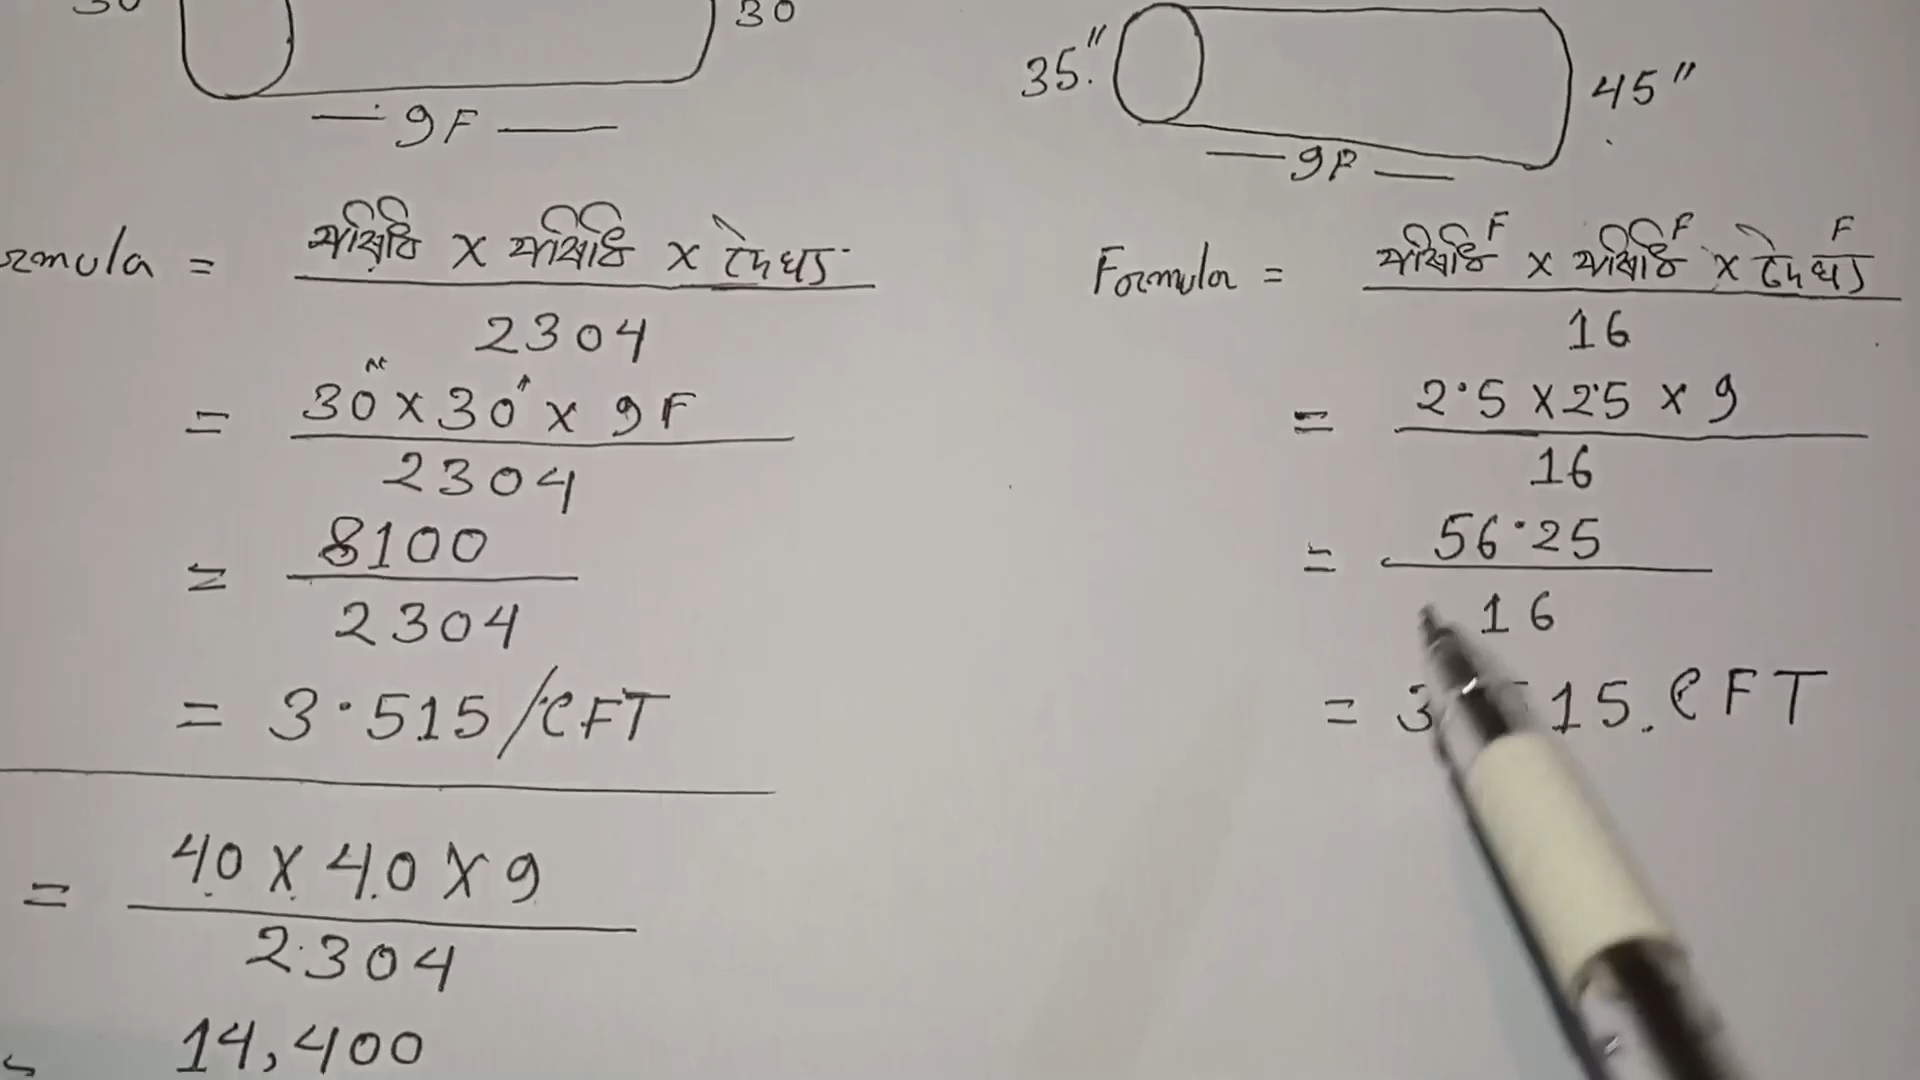 30 30
— 9F —
rmula = পরিধি x পরিধি x দৈর্ঘ্য
2304
= 30" x 30" x 9F
2304
= 8100
2304
= 3.515/CFT
= 40 x 40 x 9
2304
14,400
35" 45"
— 9F —
Formula = পরিধি F x পরিধি F x দৈর্ঘ্য F
16
= 2.5 x 2.5 x 9
16
= 56.25
16
= 3 15. CFT